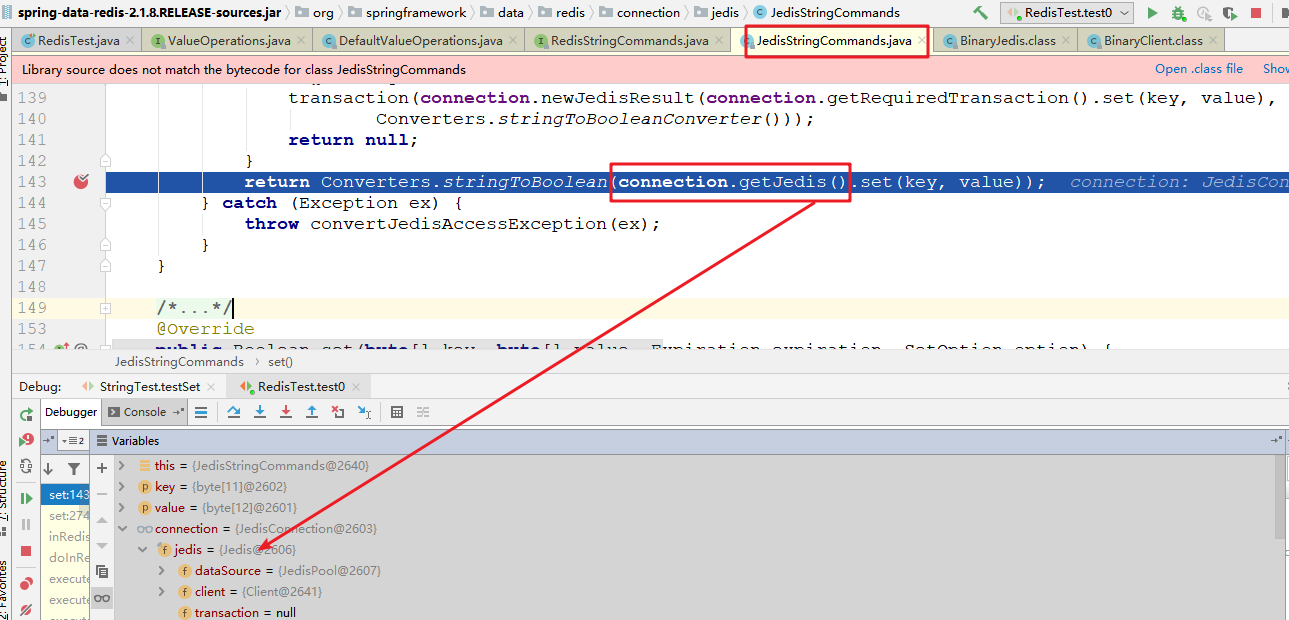 spring-data-redis-2.1.8.RELEASE-sources.jar org springframework data redis connection jedis JedisStringCommands RedisTest.test0
RedisTest.java ValueOperations.java DefaultValueOperations.java RedisStringCommands.java JedisStringCommands.java BinaryJedis.class BinaryClient.class
Library source does not match the bytecode for class JedisStringCommands Open .class file Show
139 transaction(connection.newJedisResult(connection.getRequiredTransaction().set(key, value),
140 Converters.stringToBooleanConverter()));
141 return null;
142 }
143 return Converters.stringToBoolean(connection.getJedis().set(key, value)); connection: JedisCon
144 } catch (Exception ex) {
145 throw convertJedisAccessException(ex);
146 }
147 }
148
149 /*...*/
153 @Override
154 public Boolean set(byte[] key, byte[] value, Expiration expiration, SetOption option) {
JedisStringCommands set()
Debug: StringTest.testSet RedisTest.test0
Debugger Console
2 Variables
this = {JedisStringCommands@2640}
key = {byte[11]@2602}
set:143 value = {byte[12]@2601}
set:274 connection = {JedisConnection@2603}
inRedis jedis = {Jedis@2606}
doInRe dataSource = {JedisPool@2607}
execute client = {Client@2641}
execute transaction = null
1: Project
7: Structure
2: Favorites